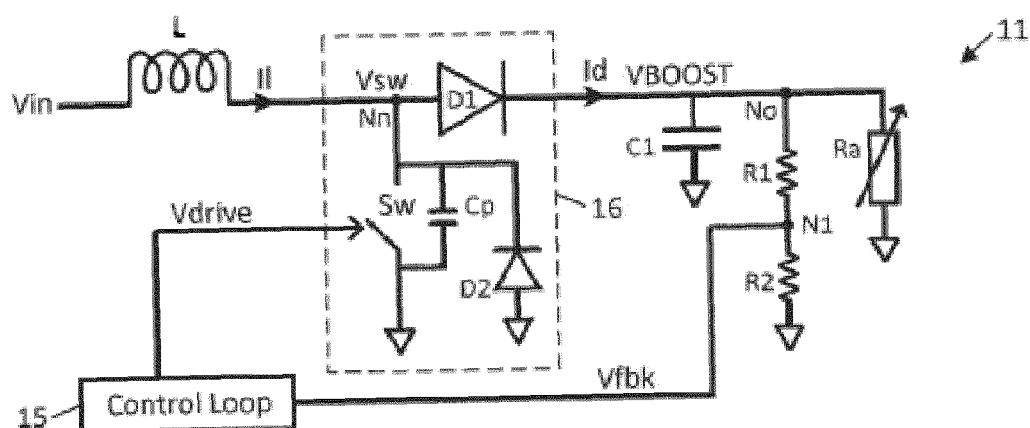 11
L
Il
Vin
Vsw
Nn
D1
Id
VBOOST
No
C1
R1
Ra
Sw
Cp
16
Vdrive
N1
D2
R2
Vfbk
15
Control Loop